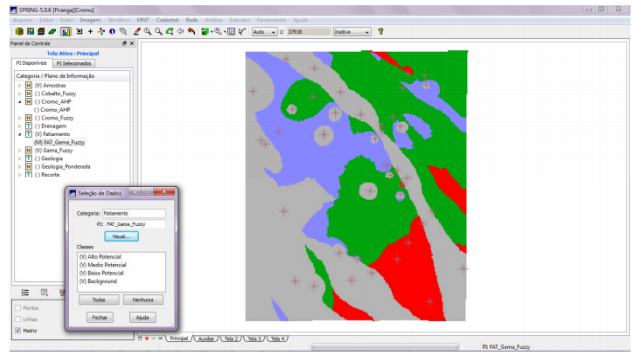 SPRING-5.0.6 [Piranga][Cromo]
Arquivo Editar Exibir Imagem Temático MNT Cadastral Rede Análise Executar Ferramentas Ajuda
Auto 1/ 37918 Inativa ?
Painel de Controle
Tela Ativa : Principal
PI Disponíveis PI Selecionados
Categoria / Plano de Informação
M (V) Amostras
M ( ) Cobalto_Fuzzy
M ( ) Cromo_AHP
( ) Cromo_AHP
M ( ) Cromo_Fuzzy
T ( ) Drenagem
T (V) Fatiamento
(M) FAT_Gama_Fuzzy
M (V) Gama_Fuzzy
T ( ) Geologia
M ( ) Geologia_Ponderada
T ( ) Recorte
Seleção de Dados
Categoria: Fatiamento
PI: FAT_Gama_Fuzzy
Visual...
Classes
(V) Alto Potencial
(V) Medio Potencial
(V) Baixo Potencial
(V) Background
Todas Nenhuma
Fechar Ajuda
Pontos
Linhas
Matriz
Principal Auxiliar Tela 2 Tela 3 Tela 4
PI: FAT_Gama_Fuzzy